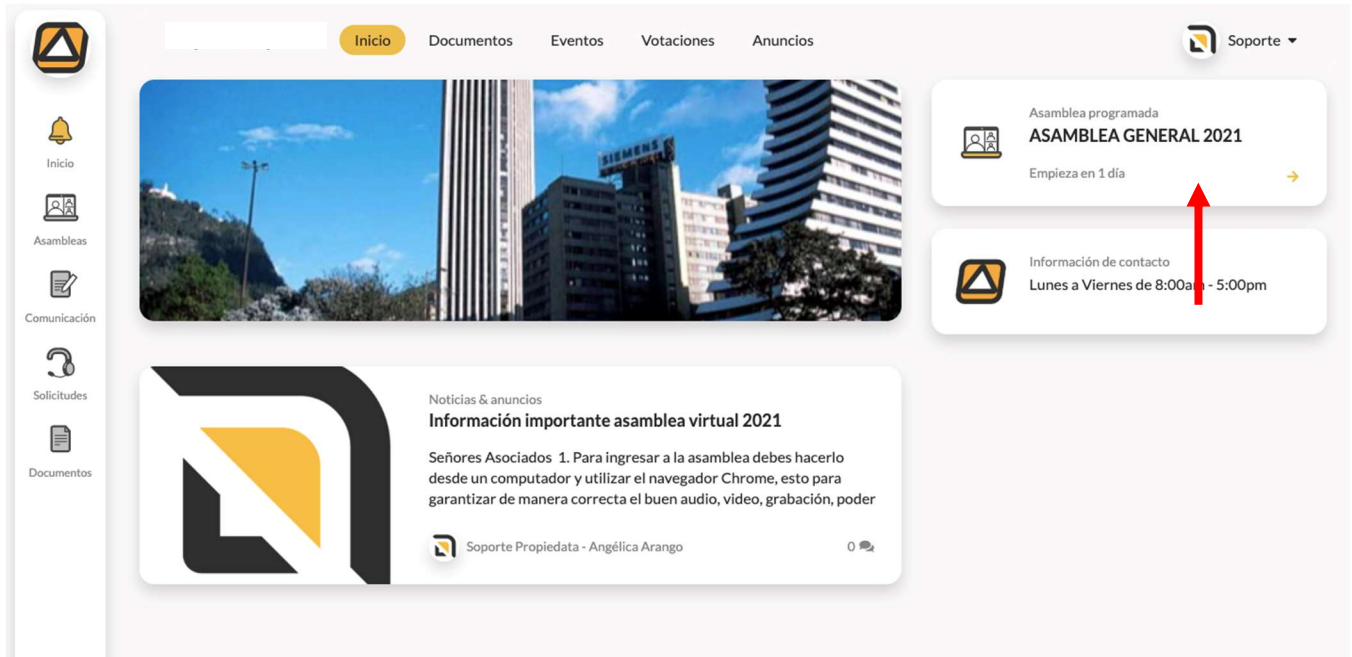 Inicio
Documentos
Eventos
Votaciones
Anuncios
Soporte
Inicio
Asambleas
Comunicación
Solicitudes
Documentos
SIEMENS
Asamblea programada
ASAMBLEA GENERAL 2021
Empieza en 1 día
Información de contacto
Lunes a Viernes de 8:00am - 5:00pm
Noticias & anuncios
Información importante asamblea virtual 2021
Señores Asociados 1. Para ingresar a la asamblea debes hacerlo
desde un computador y utilizar el navegador Chrome, esto para
garantizar de manera correcta el buen audio, video, grabación, poder
Soporte Propiedata - Angélica Arango
0